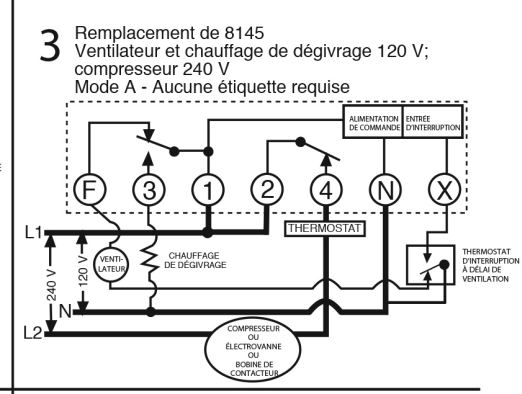 3
Remplacement de 8145
Ventilateur et chauffage de dégivrage 120 V;
compresseur 240 V
Mode A - Aucune étiquette requise
ALIMENTATION
DE COMMANDE
ENTRÉE
D'INTERRUPTION
F 3 1 2 4 N X
L1
THERMOSTAT
VENTI-
LATEUR
CHAUFFAGE
DE DÉGIVRAGE
THERMOSTAT
D'INTERRUPTION
À DÉLAI DE
VENTILATION
240 V
120 V
N
L2
COMPRESSEUR
OU
ÉLECTROVANNE
OU
BOBINE DE
CONTACTEUR